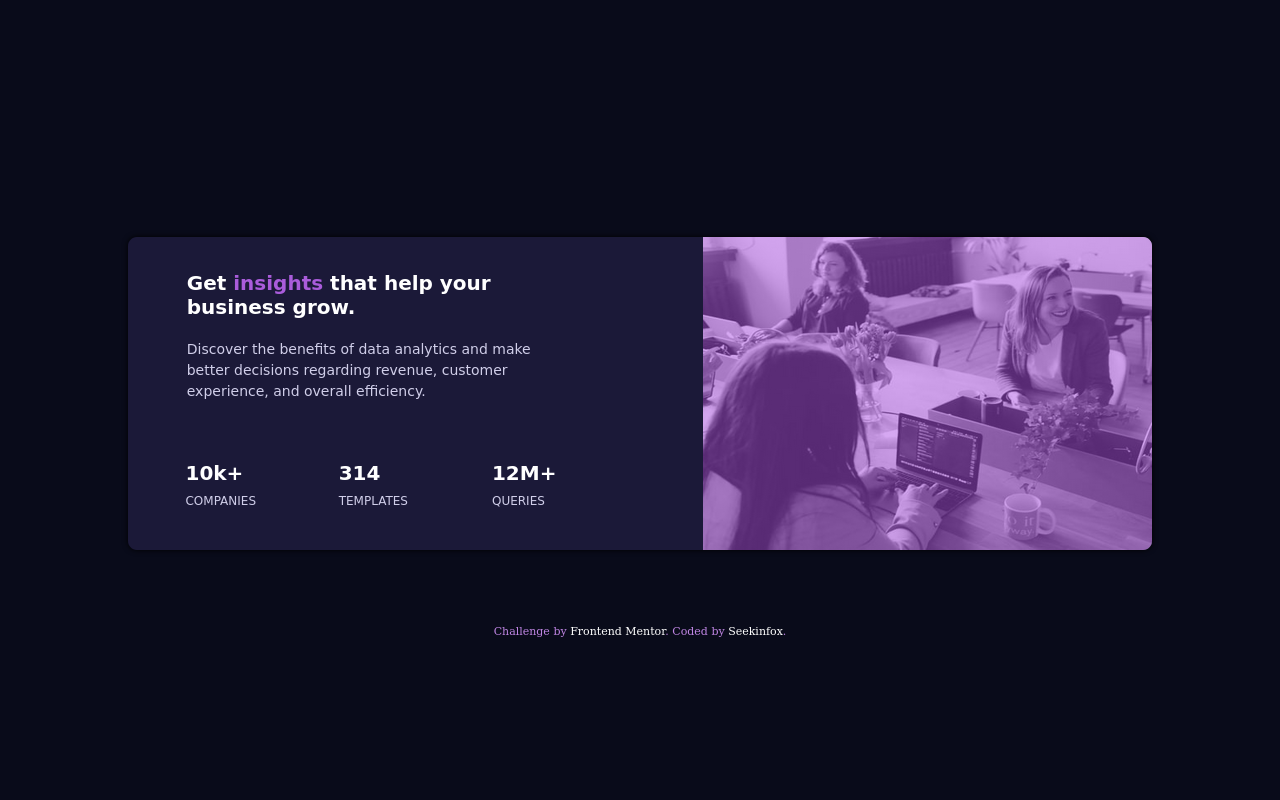 Get insights that help your
business grow.
Discover the benefits of data analytics and make
better decisions regarding revenue, customer
experience, and overall efficiency.
10k+ 314 12M+
COMPANIES TEMPLATES QUERIES
Challenge by Frontend Mentor. Coded by Seekinfox.